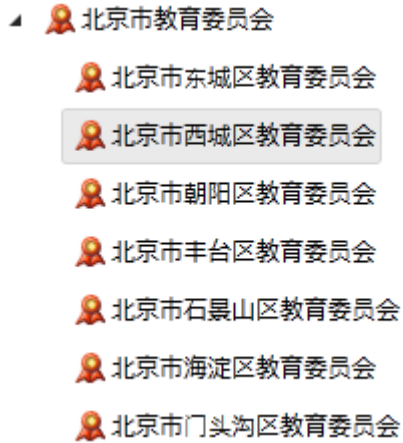 北京市教育委员会
北京市东城区教育委员会
北京市西城区教育委员会
北京市朝阳区教育委员会
北京市丰台区教育委员会
北京市石景山区教育委员会
北京市海淀区教育委员会
北京市门头沟区教育委员会